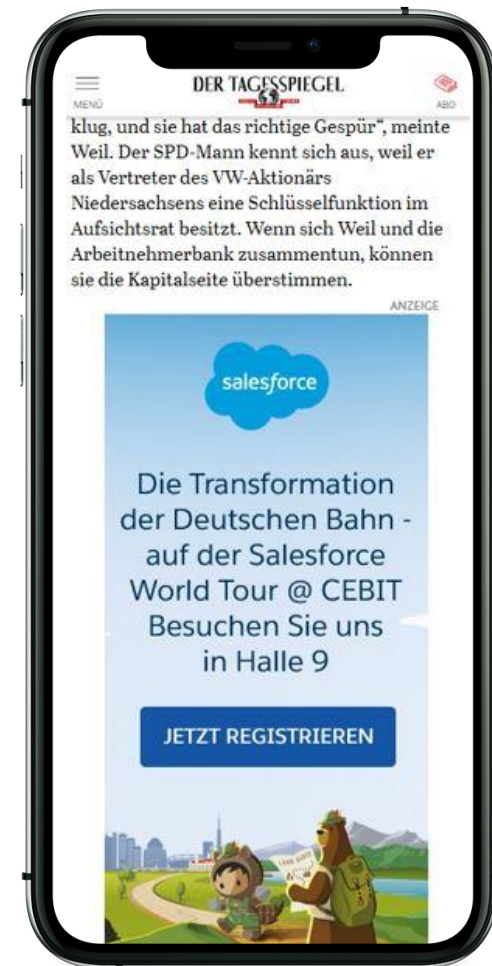 DER TAGESSPIEGEL
MENÜ
ABO
klug, und sie hat das richtige Gespür“, meinte
Weil. Der SPD-Mann kennt sich aus, weil er
als Vertreter des VW-Aktionärs
Niedersachsens eine Schlüsselfunktion im
Aufsichtsrat besitzt. Wenn sich Weil und die
Arbeitnehmerbank zusammentun, können
sie die Kapitalseite überstimmen.
ANZEIGE
salesforce
Die Transformation
der Deutschen Bahn -
auf der Salesforce
World Tour @ CEBIT
Besuchen Sie uns
in Halle 9
JETZT REGISTRIEREN